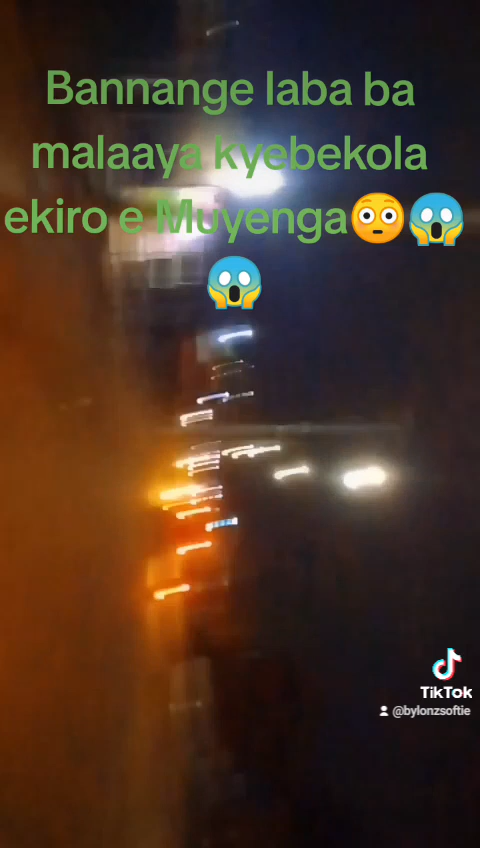 Bannange laba ba
malaaya kyebekola
ekiro e Muyenga😳😱
😱
TikTok
@bylonzsoftie